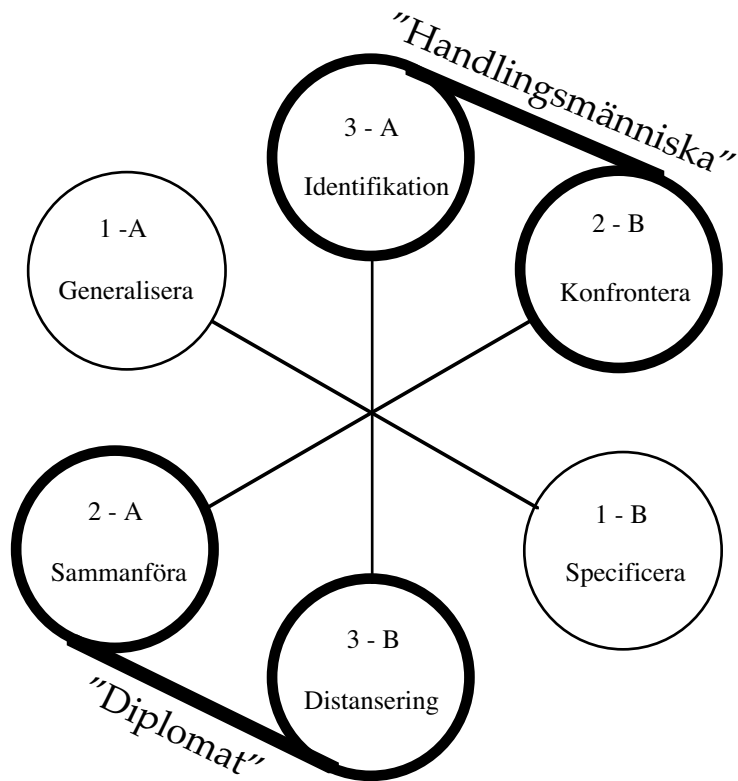 ”Handlingsmänniska”
3 - A
Identifikation
1 -A
Generalisera
2 - B
Konfrontera
2 - A
Sammanföra
1 - B
Specificera
3 - B
Distansering
”Diplomat”